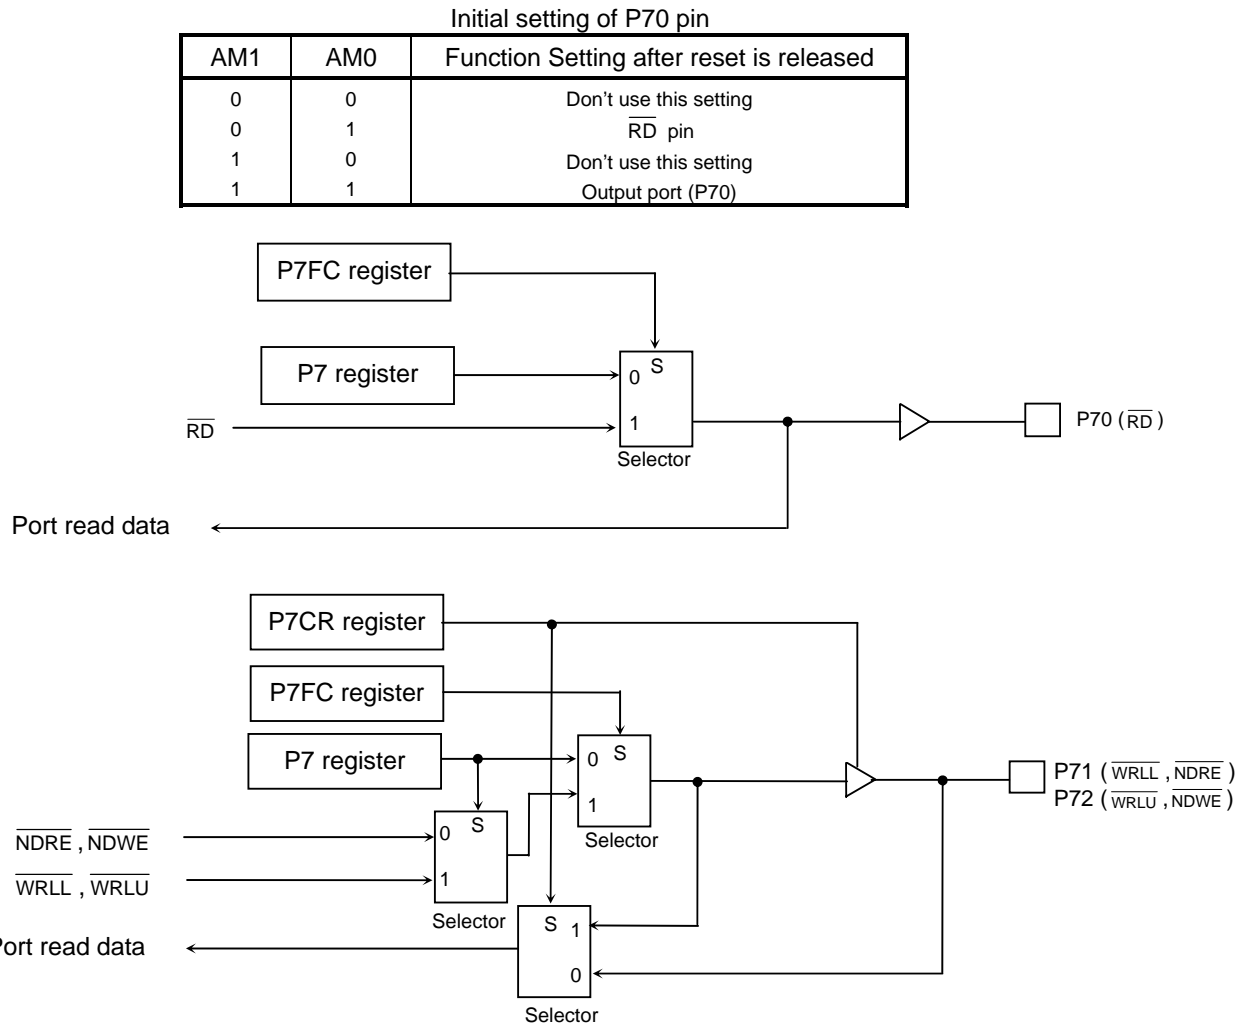 Initial setting of P70 pin
AM1 AM0 Function Setting after reset is released
0 0 Don't use this setting
0 1 RD pin
1 0 Don't use this setting
1 1 Output port (P70)
P7FC register
P7 register
S
0
1
RD
Selector
P70 (RD)
Port read data
P7CR register
P7FC register
P7 register
S
0
1
Selector
P71 (WRLL, NDRE)
P72 (WRLU, NDWE)
NDRE, NDWE
WRLL, WRLU
S
0
1
Selector
S
1
0
Selector
Port read data